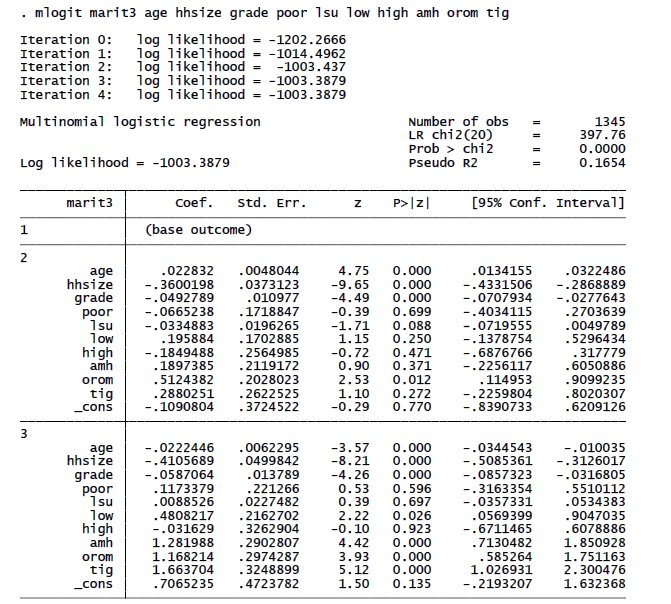 . mlogit marit3 age hhsize grade poor lsu low high amh orom tig
Iteration 0: log likelihood = -1202.2666
Iteration 1: log likelihood = -1014.4962
Iteration 2: log likelihood = -1003.437
Iteration 3: log likelihood = -1003.3879
Iteration 4: log likelihood = -1003.3879
Multinomial logistic regression Number of obs = 1345
LR chi2(20) = 397.76
Prob > chi2 = 0.0000
Log likelihood = -1003.3879 Pseudo R2 = 0.1654
marit3 Coef. Std. Err. z P>|z| [95% Conf. Interval]
1 (base outcome)
2
age .022832 .0048044 4.75 0.000 .0134155 .0322486
hhsize -.3600198 .0373123 -9.65 0.000 -.4331506 -.2868889
grade -.0492789 .010977 -4.49 0.000 -.0707934 -.0277643
poor -.0665238 .1718847 -0.39 0.699 -.4034115 .2703639
lsu -.0334883 .0196265 -1.71 0.088 -.0719555 .0049789
low .195884 .1702885 1.15 0.250 -.1378754 .5296434
high -.1849488 .2564985 -0.72 0.471 -.6876766 .317779
amh .1897385 .2119172 0.90 0.371 -.2256117 .6050886
orom .5124382 .2028023 2.53 0.012 .114953 .9099235
tig .2880251 .2622525 1.10 0.272 -.2259804 .8020307
_cons -.1090804 .3724522 -0.29 0.770 -.8390733 .6209126
3
age -.0222446 .0062295 -3.57 0.000 -.0344543 -.010035
hhsize -.4105689 .0499842 -8.21 0.000 -.5085361 -.3126017
grade -.0587064 .013789 -4.26 0.000 -.0857323 -.0316805
poor .1173379 .221266 0.53 0.596 -.3163354 .5510112
lsu .0088526 .0227482 0.39 0.697 -.0357331 .0534383
low .4808217 .2162702 2.22 0.026 .0569399 .9047035
high -.031629 .3262904 -0.10 0.923 -.6711465 .6078886
amh 1.281988 .2902807 4.42 0.000 .7130482 1.850928
orom 1.168214 .2974287 3.93 0.000 .585264 1.751163
tig 1.663704 .3248899 5.12 0.000 1.026931 2.300476
_cons .7065235 .4723782 1.50 0.135 -.2193207 1.632368